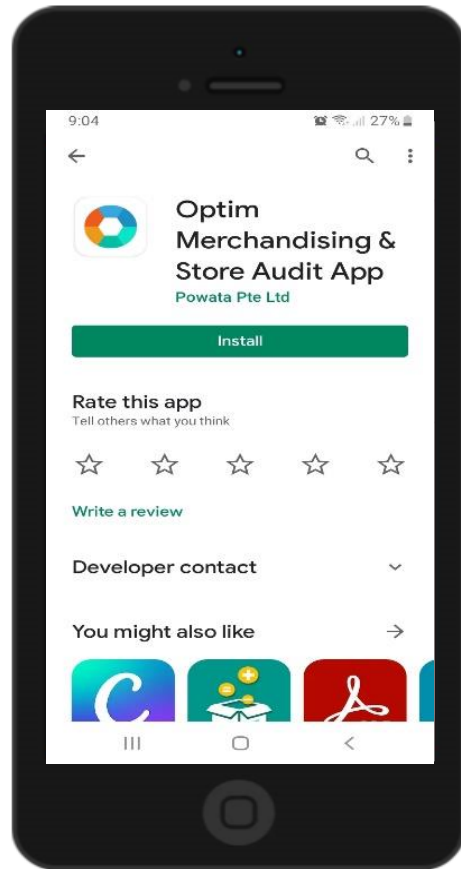 9:04 27%
Optim
Merchandising &
Store Audit App
Powata Pte Ltd
Install
Rate this app
Tell others what you think
Write a review
Developer contact
You might also like